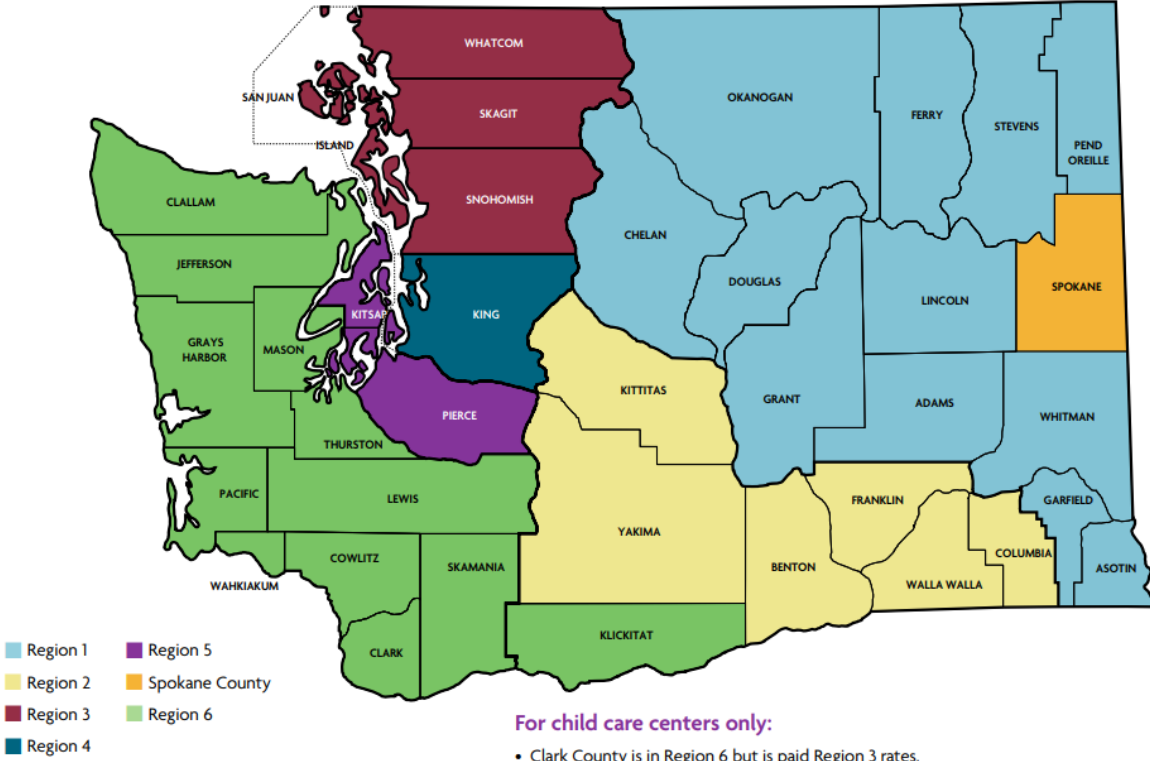 WHATCOM
SAN JUAN
SKAGIT
ISLAND
SNOHOMISH
OKANOGAN
FERRY
STEVENS
PEND
OREILLE
CLALLAM
JEFFERSON
CHELAN
DOUGLAS
LINCOLN
SPOKANE
KITSAP
KING
GRAYS
HARBOR
MASON
KITTITAS
GRANT
ADAMS
WHITMAN
PIERCE
THURSTON
PACIFIC
LEWIS
YAKIMA
FRANKLIN
GARFIELD
BENTON
COLUMBIA
WALLA WALLA
ASOTIN
WAHKIAKUM
COWLITZ
SKAMANIA
CLARK
KLICKITAT
Region 1
Region 2
Region 3
Region 4
Region 5
Spokane County
Region 6
For child care centers only:
• Clark County is in Region 6 but is paid Region 3 rates.